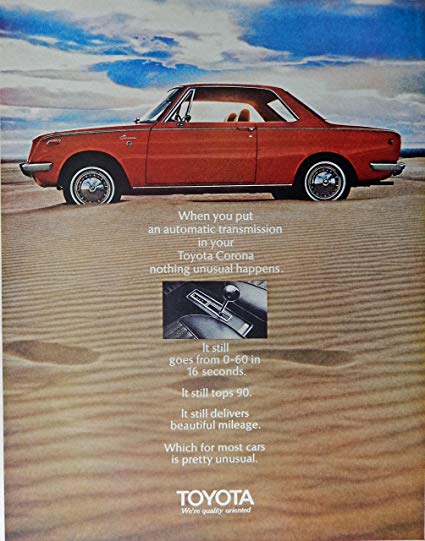 When you put
an automatic transmission
in your
Toyota Corona
nothing unusual happens.
It still
goes from 0-60 in
16 seconds.
It still tops 90.
It still delivers
beautiful mileage.
Which for most cars
is pretty unusual.
TOYOTA
We're quality oriented